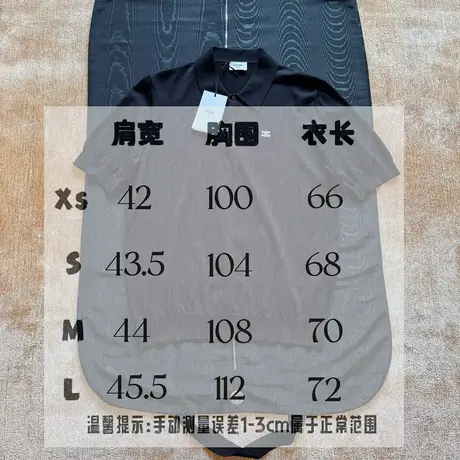 肩宽 胸围 衣长
Xs 42 100 66
S 43.5 104 68
M 44 108 70
L 45.5 112 72
温馨提示:手动测量误差1-3cm属于正常范围